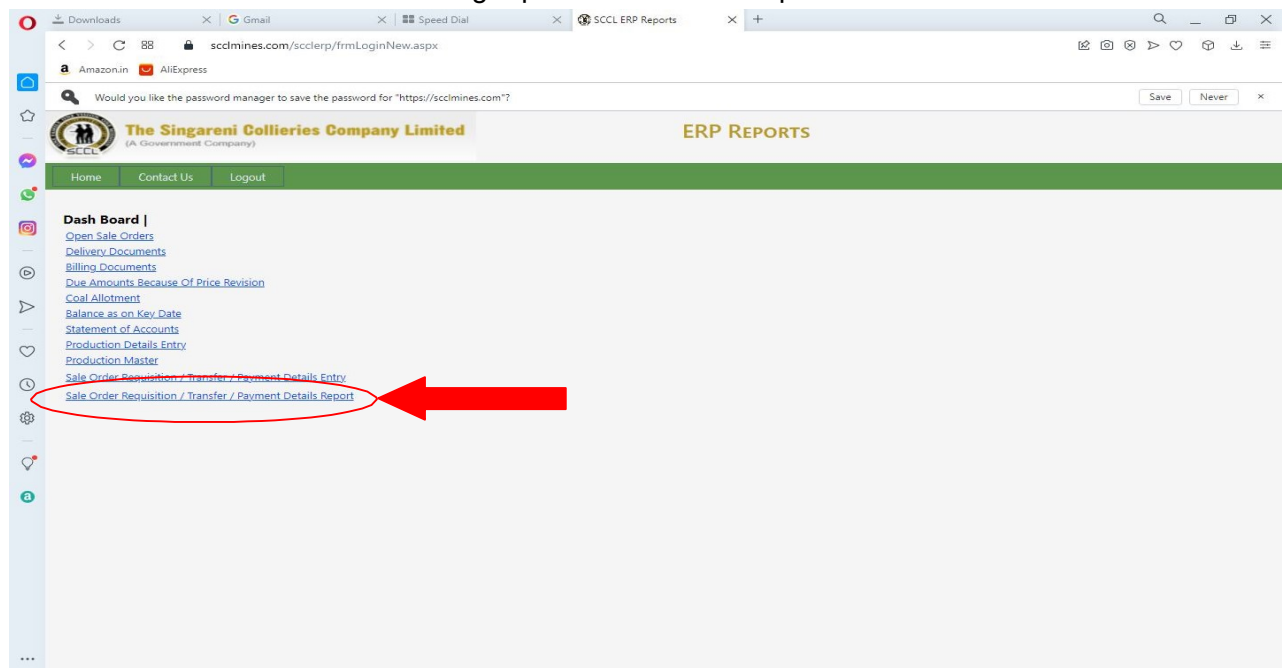 Downloads
G Gmail
Speed Dial
SCCL ERP Reports
scclmines.com/scclerp/frmLoginNew.aspx
a Amazon.in
AliExpress
Would you like the password manager to save the password for "https://scclmines.com"?
Save
Never
SCCL
The Singareni Collieries Company Limited
(A Government Company)
ERP REPORTS
Home
Contact Us
Logout
Dash Board |
Open Sale Orders
Delivery Documents
Billing Documents
Due Amounts Because Of Price Revision
Coal Allotment
Balance as on Key Date
Statement of Accounts
Production Details Entry
Production Master
Sale Order Requisition / Transfer / Payment Details Entry
Sale Order Requisition / Transfer / Payment Details Report
a